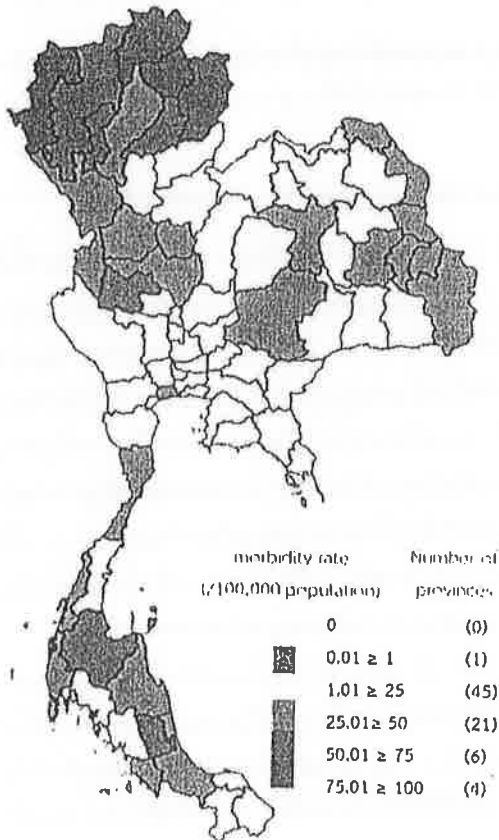 morbidity rate Number of
(/100,000 population) provinces
0 (0)
0.01 ≥ 1 (1)
1.01 ≥ 25 (45)
25.01 ≥ 50 (21)
50.01 ≥ 75 (6)
75.01 ≥ 100 (4)